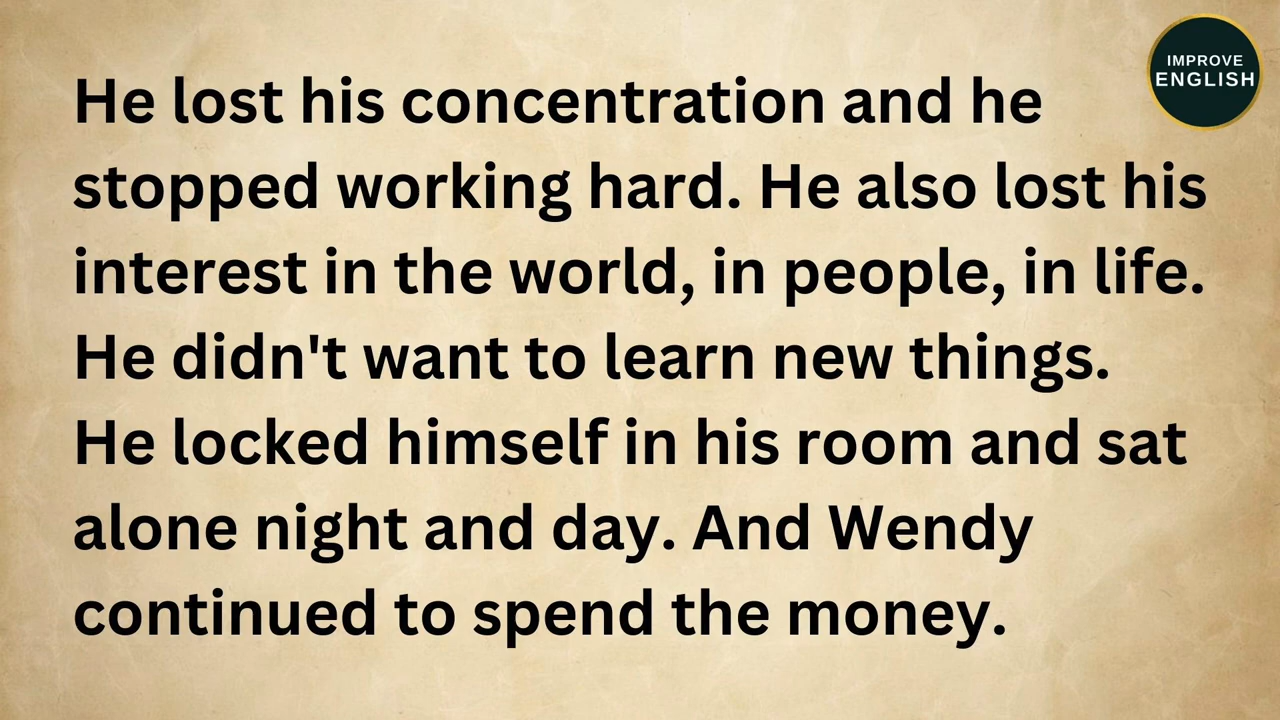 IMPROVE
ENGLISH
He lost his concentration and he
stopped working hard. He also lost his
interest in the world, in people, in life.
He didn't want to learn new things.
He locked himself in his room and sat
alone night and day. And Wendy
continued to spend the money.